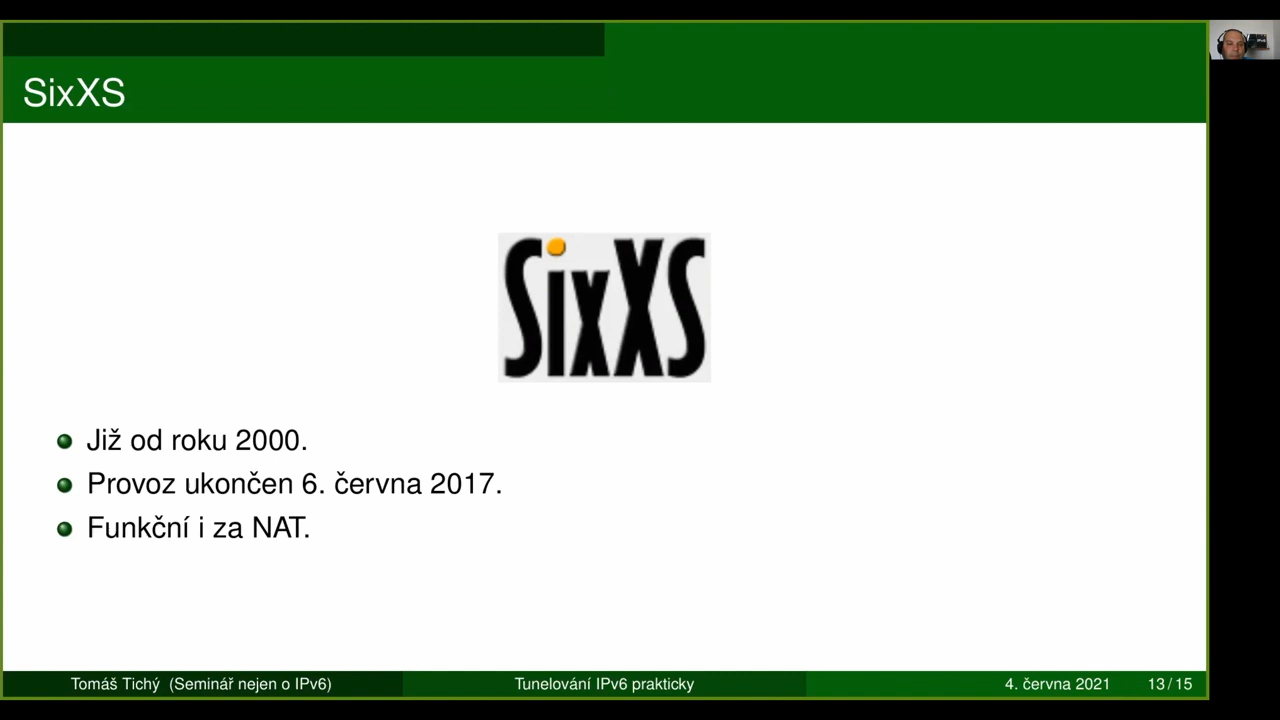 SixXS
SixXS
Již od roku 2000.
Provoz ukončen 6. června 2017.
Funkční i za NAT.
Tomáš Tichý (Seminář nejen o IPv6)
Tunelování IPv6 prakticky
4. června 2021
13 / 15